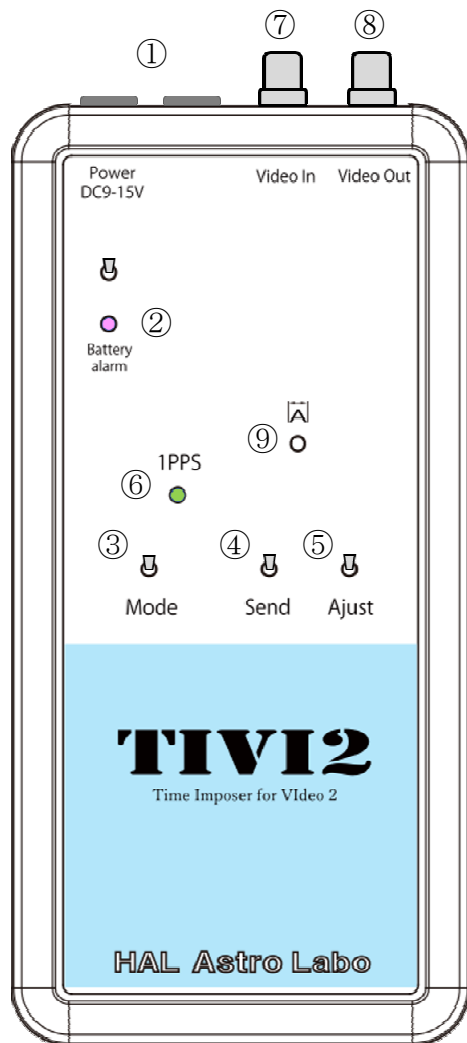 ① ⑦ ⑧
Power
DC9-15V
Video In Video Out
②
Battery
alarm
A
⑨
1PPS
⑥
③ ④ ⑤
Mode Send Ajust
TIVI2
Time Imposer for VIdeo 2
HAL Astro Labo